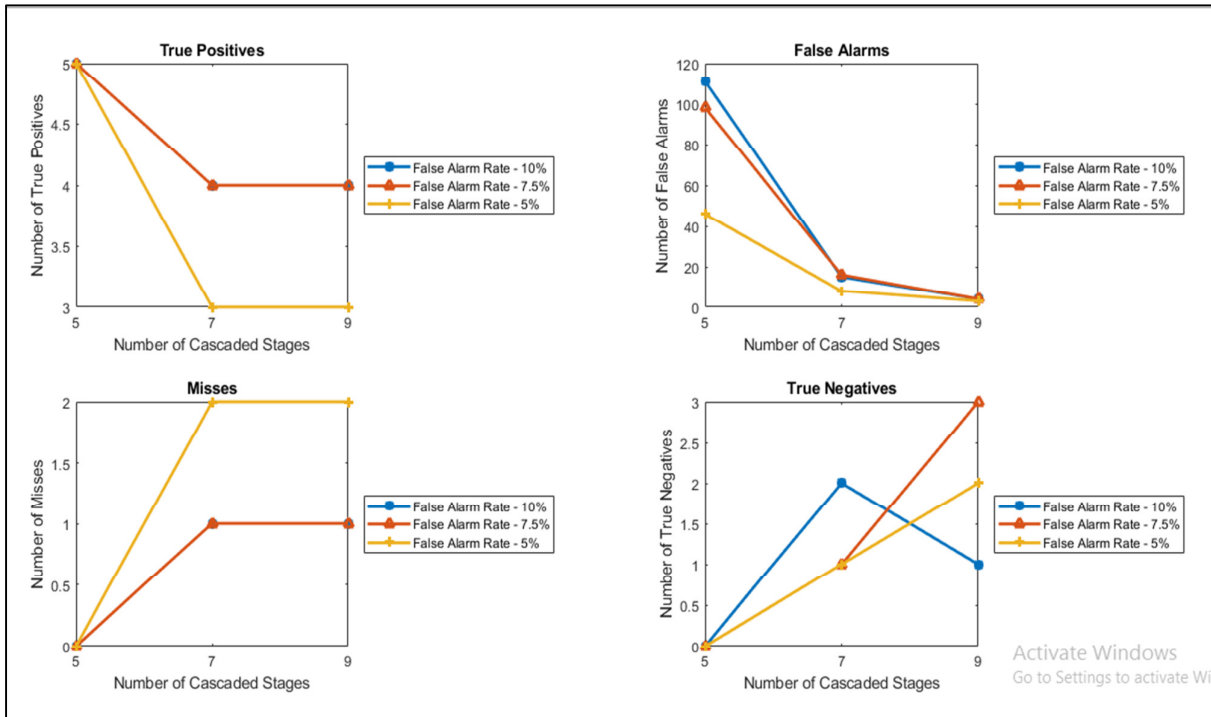 True Positives
5
4.5
4
3.5
3
Number of True Positives
5
7
9
Number of Cascaded Stages
False Alarm Rate - 10%
False Alarm Rate - 7.5%
False Alarm Rate - 5%
False Alarms
120
100
80
60
40
20
0
Number of False Alarms
5
7
9
Number of Cascaded Stages
False Alarm Rate - 10%
False Alarm Rate - 7.5%
False Alarm Rate - 5%
Misses
2
1.5
1
0.5
0
Number of Misses
5
7
9
Number of Cascaded Stages
False Alarm Rate - 10%
False Alarm Rate - 7.5%
False Alarm Rate - 5%
True Negatives
3
2.5
2
1.5
1
0.5
0
Number of True Negatives
5
7
9
Number of Cascaded Stages
False Alarm Rate - 10%
False Alarm Rate - 7.5%
False Alarm Rate - 5%
Activate Windows
Go to Settings to activate Wi